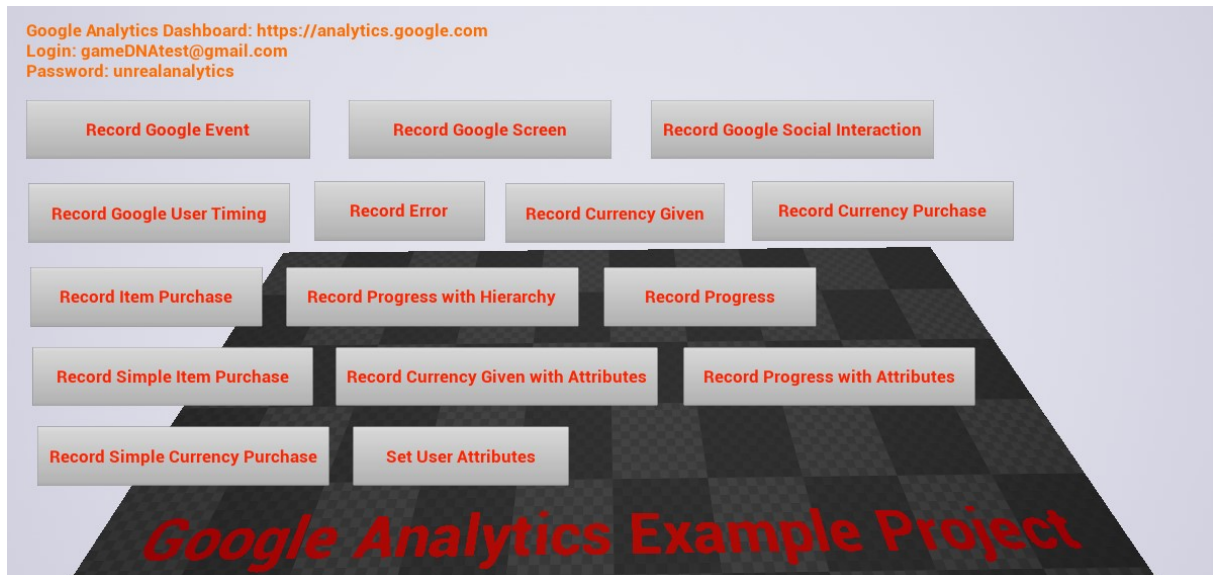 Google Analytics Dashboard: https://analytics.google.com
Login: gameDNAtest@gmail.com
Password: unrealanalytics
Record Google Event
Record Google Screen
Record Google Social Interaction
Record Google User Timing
Record Error
Record Currency Given
Record Currency Purchase
Record Item Purchase
Record Progress with Hierarchy
Record Progress
Record Simple Item Purchase
Record Currency Given with Attributes
Record Progress with Attributes
Record Simple Currency Purchase
Set User Attributes
Google Analytics Example Project